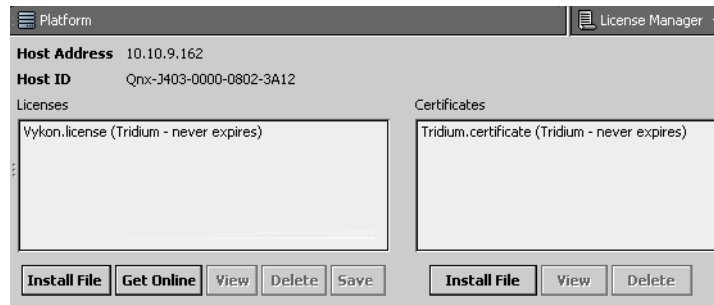 Platform
License Manager
Host Address 10.10.9.162
Host ID Qnx-J403-0000-0802-3A12
Licenses
Vykon.license (Tridium - never expires)
Install File Get Online View Delete Save
Certificates
Tridium.certificate (Tridium - never expires)
Install File View Delete